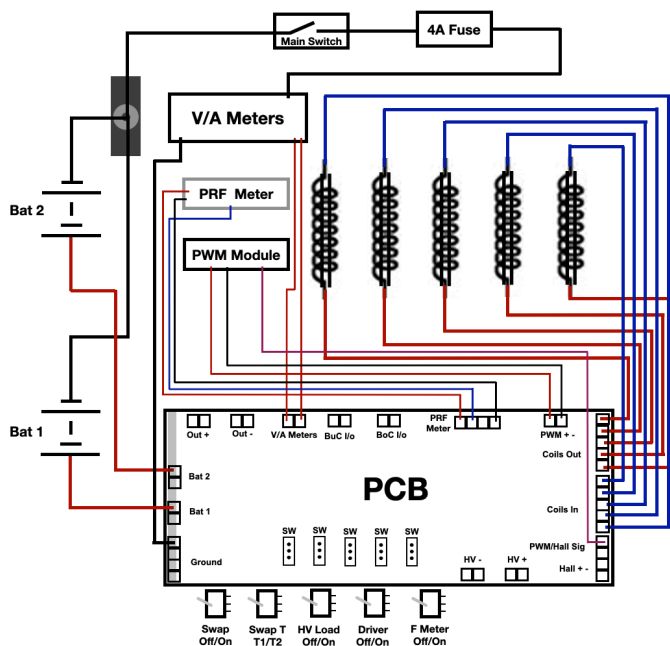 Main Switch
4A Fuse
V/A Meters
PRF Meter
Bat 2
PWM Module
Bat 1
Out +
Out -
V/A Meters
BuC I/o
BoC I/o
PRF
Meter
PWM + -
Coils Out
Bat 2
PCB
Bat 1
Coils In
SW
SW
SW
SW
SW
PWM/Hall Sig
Ground
HV -
HV +
Hall + -
Swap
Off/On
Swap T
T1/T2
HV Load
Off/On
Driver
Off/On
F Meter
Off/On